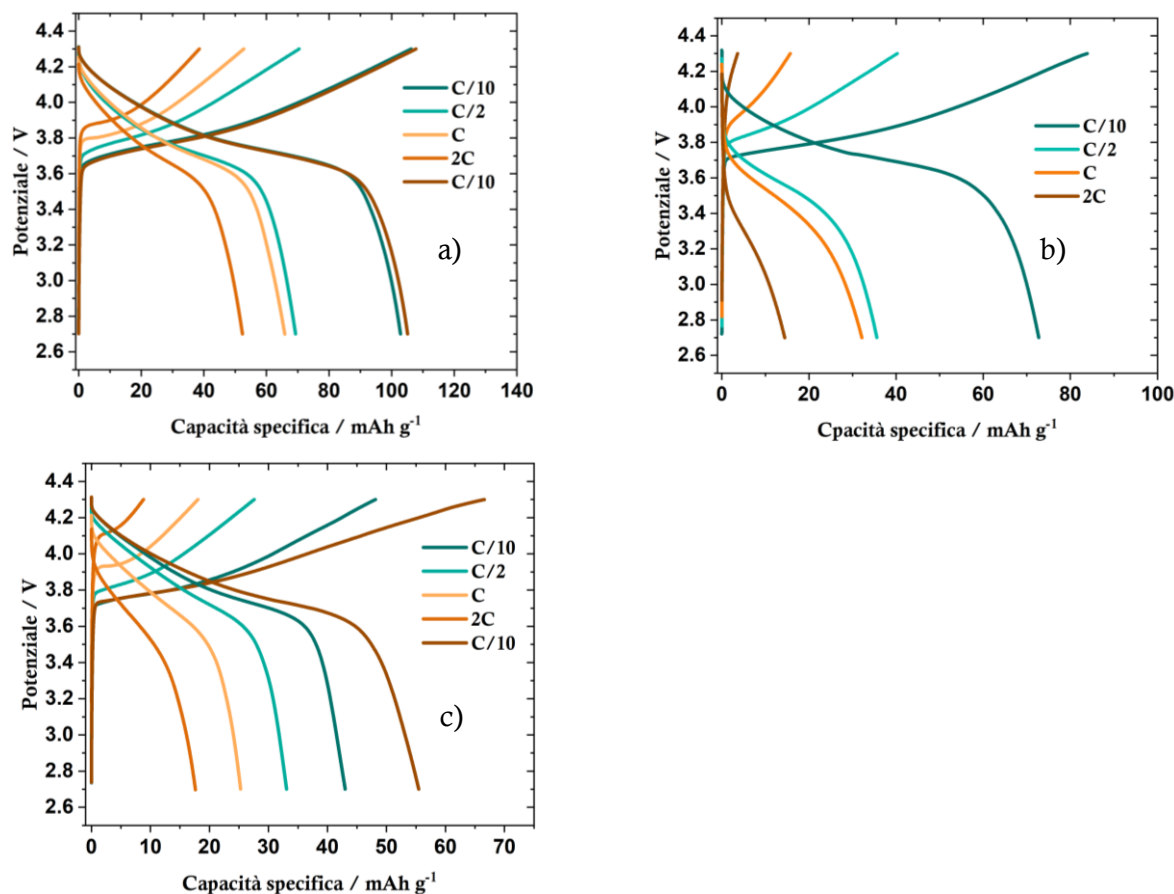 4.4
4.2
4.0
3.8
3.6
3.4
3.2
3.0
2.8
2.6
Potenziale / V
0 20 40 60 80 100 120 140
Capacità specifica / mAh g⁻¹
C/10
C/2
C
2C
C/10
a)
4.4
4.2
4.0
3.8
3.6
3.4
3.2
3.0
2.8
2.6
Potenziale / V
0 20 40 60 80 100
Cpacità specifica / mAh g⁻¹
C/10
C/2
C
2C
b)
4.4
4.2
4.0
3.8
3.6
3.4
3.2
3.0
2.8
2.6
Potenziale / V
0 10 20 30 40 50 60 70
Capacità specifica / mAh g⁻¹
C/10
C/2
C
2C
C/10
c)